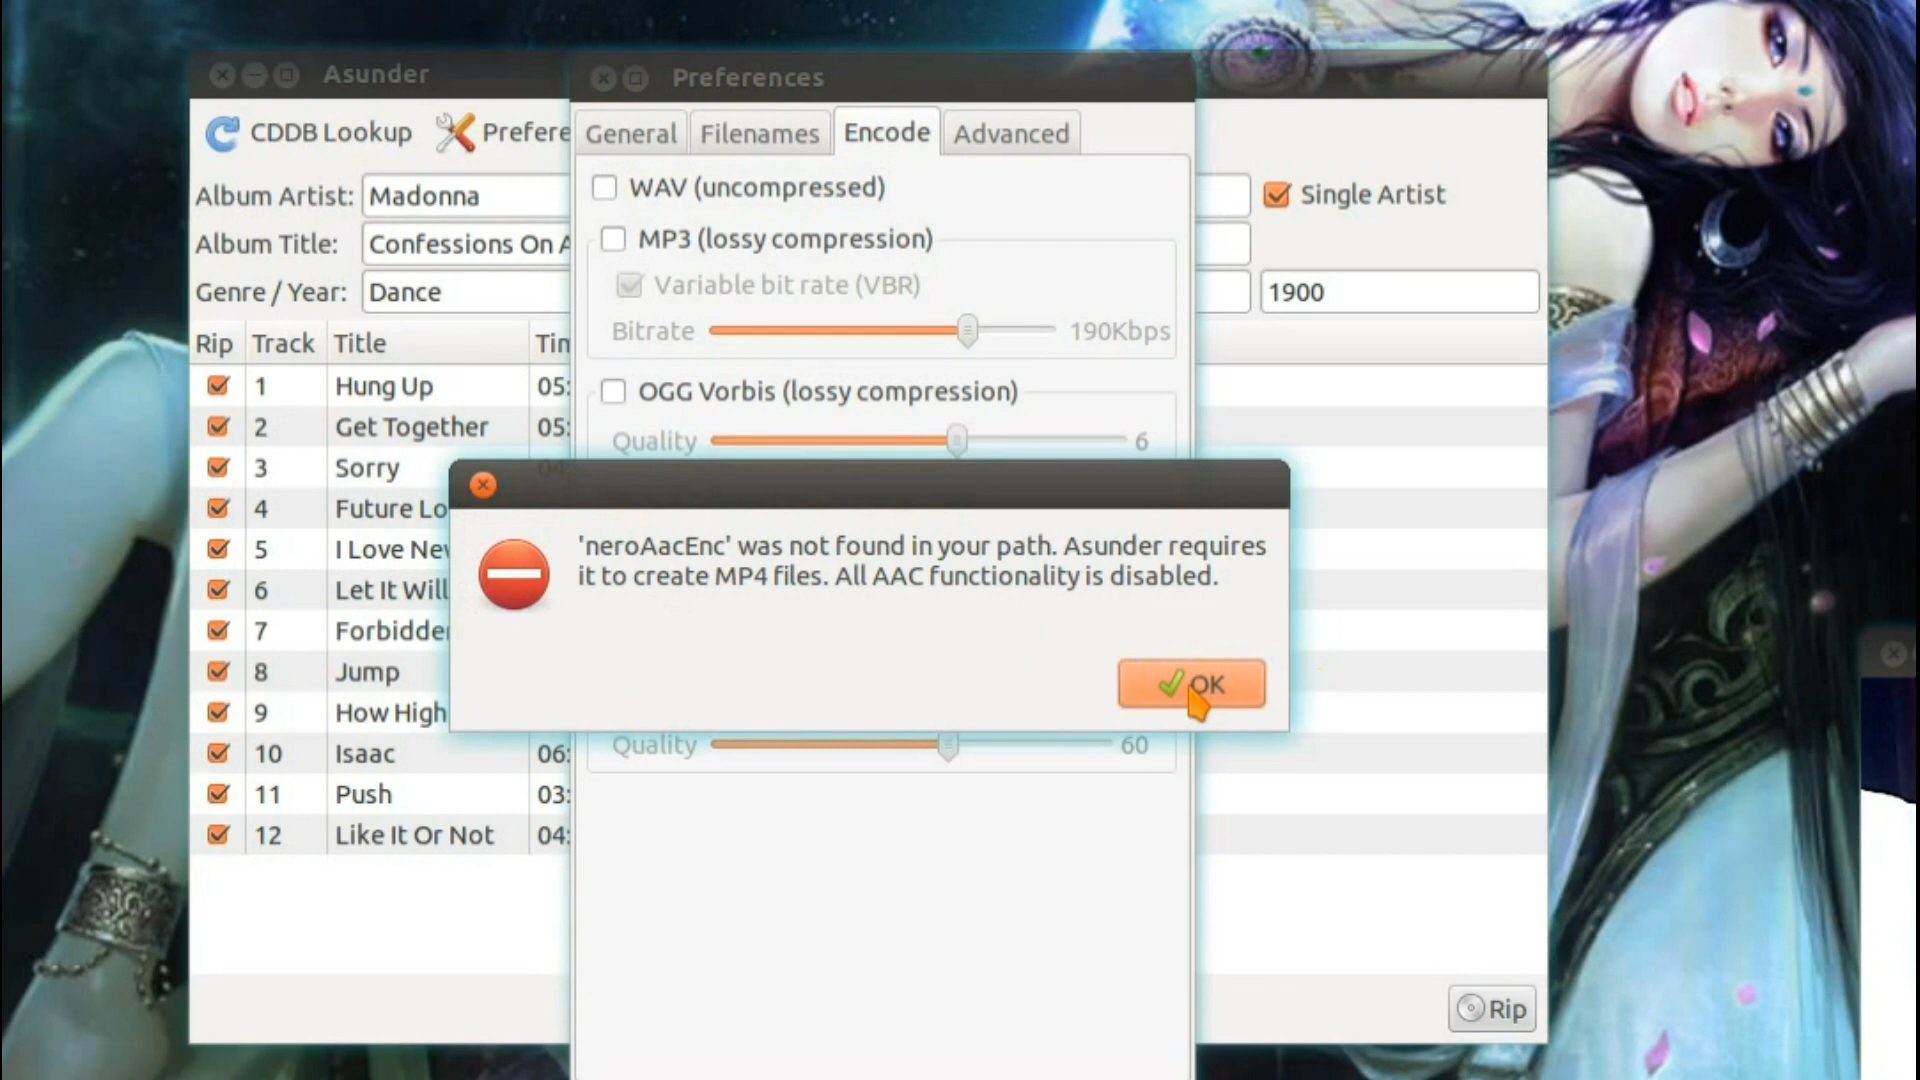 Asunder
Preferences
CDDB Lookup
Prefere
General
Filenames
Encode
Advanced
WAV (uncompressed)
Album Artist:
Madonna
Single Artist
MP3 (lossy compression)
Album Title:
Confessions On A
Variable bit rate (VBR)
Genre / Year:
Dance
1900
Bitrate
190Kbps
Rip
Track
Title
Tin
1
Hung Up
05:
OGG Vorbis (lossy compression)
2
Get Together
05:
Quality
6
3
Sorry
4
Future Lo
5
I Love Ne
6
Let It Will
7
Forbidde
8
Jump
9
How High
'neroAacEnc' was not found in your path. Asunder requires
it to create MP4 files. All AAC functionality is disabled.
OK
Quality
60
10
Isaac
06:
11
Push
03:
12
Like It Or Not
04:
Rip